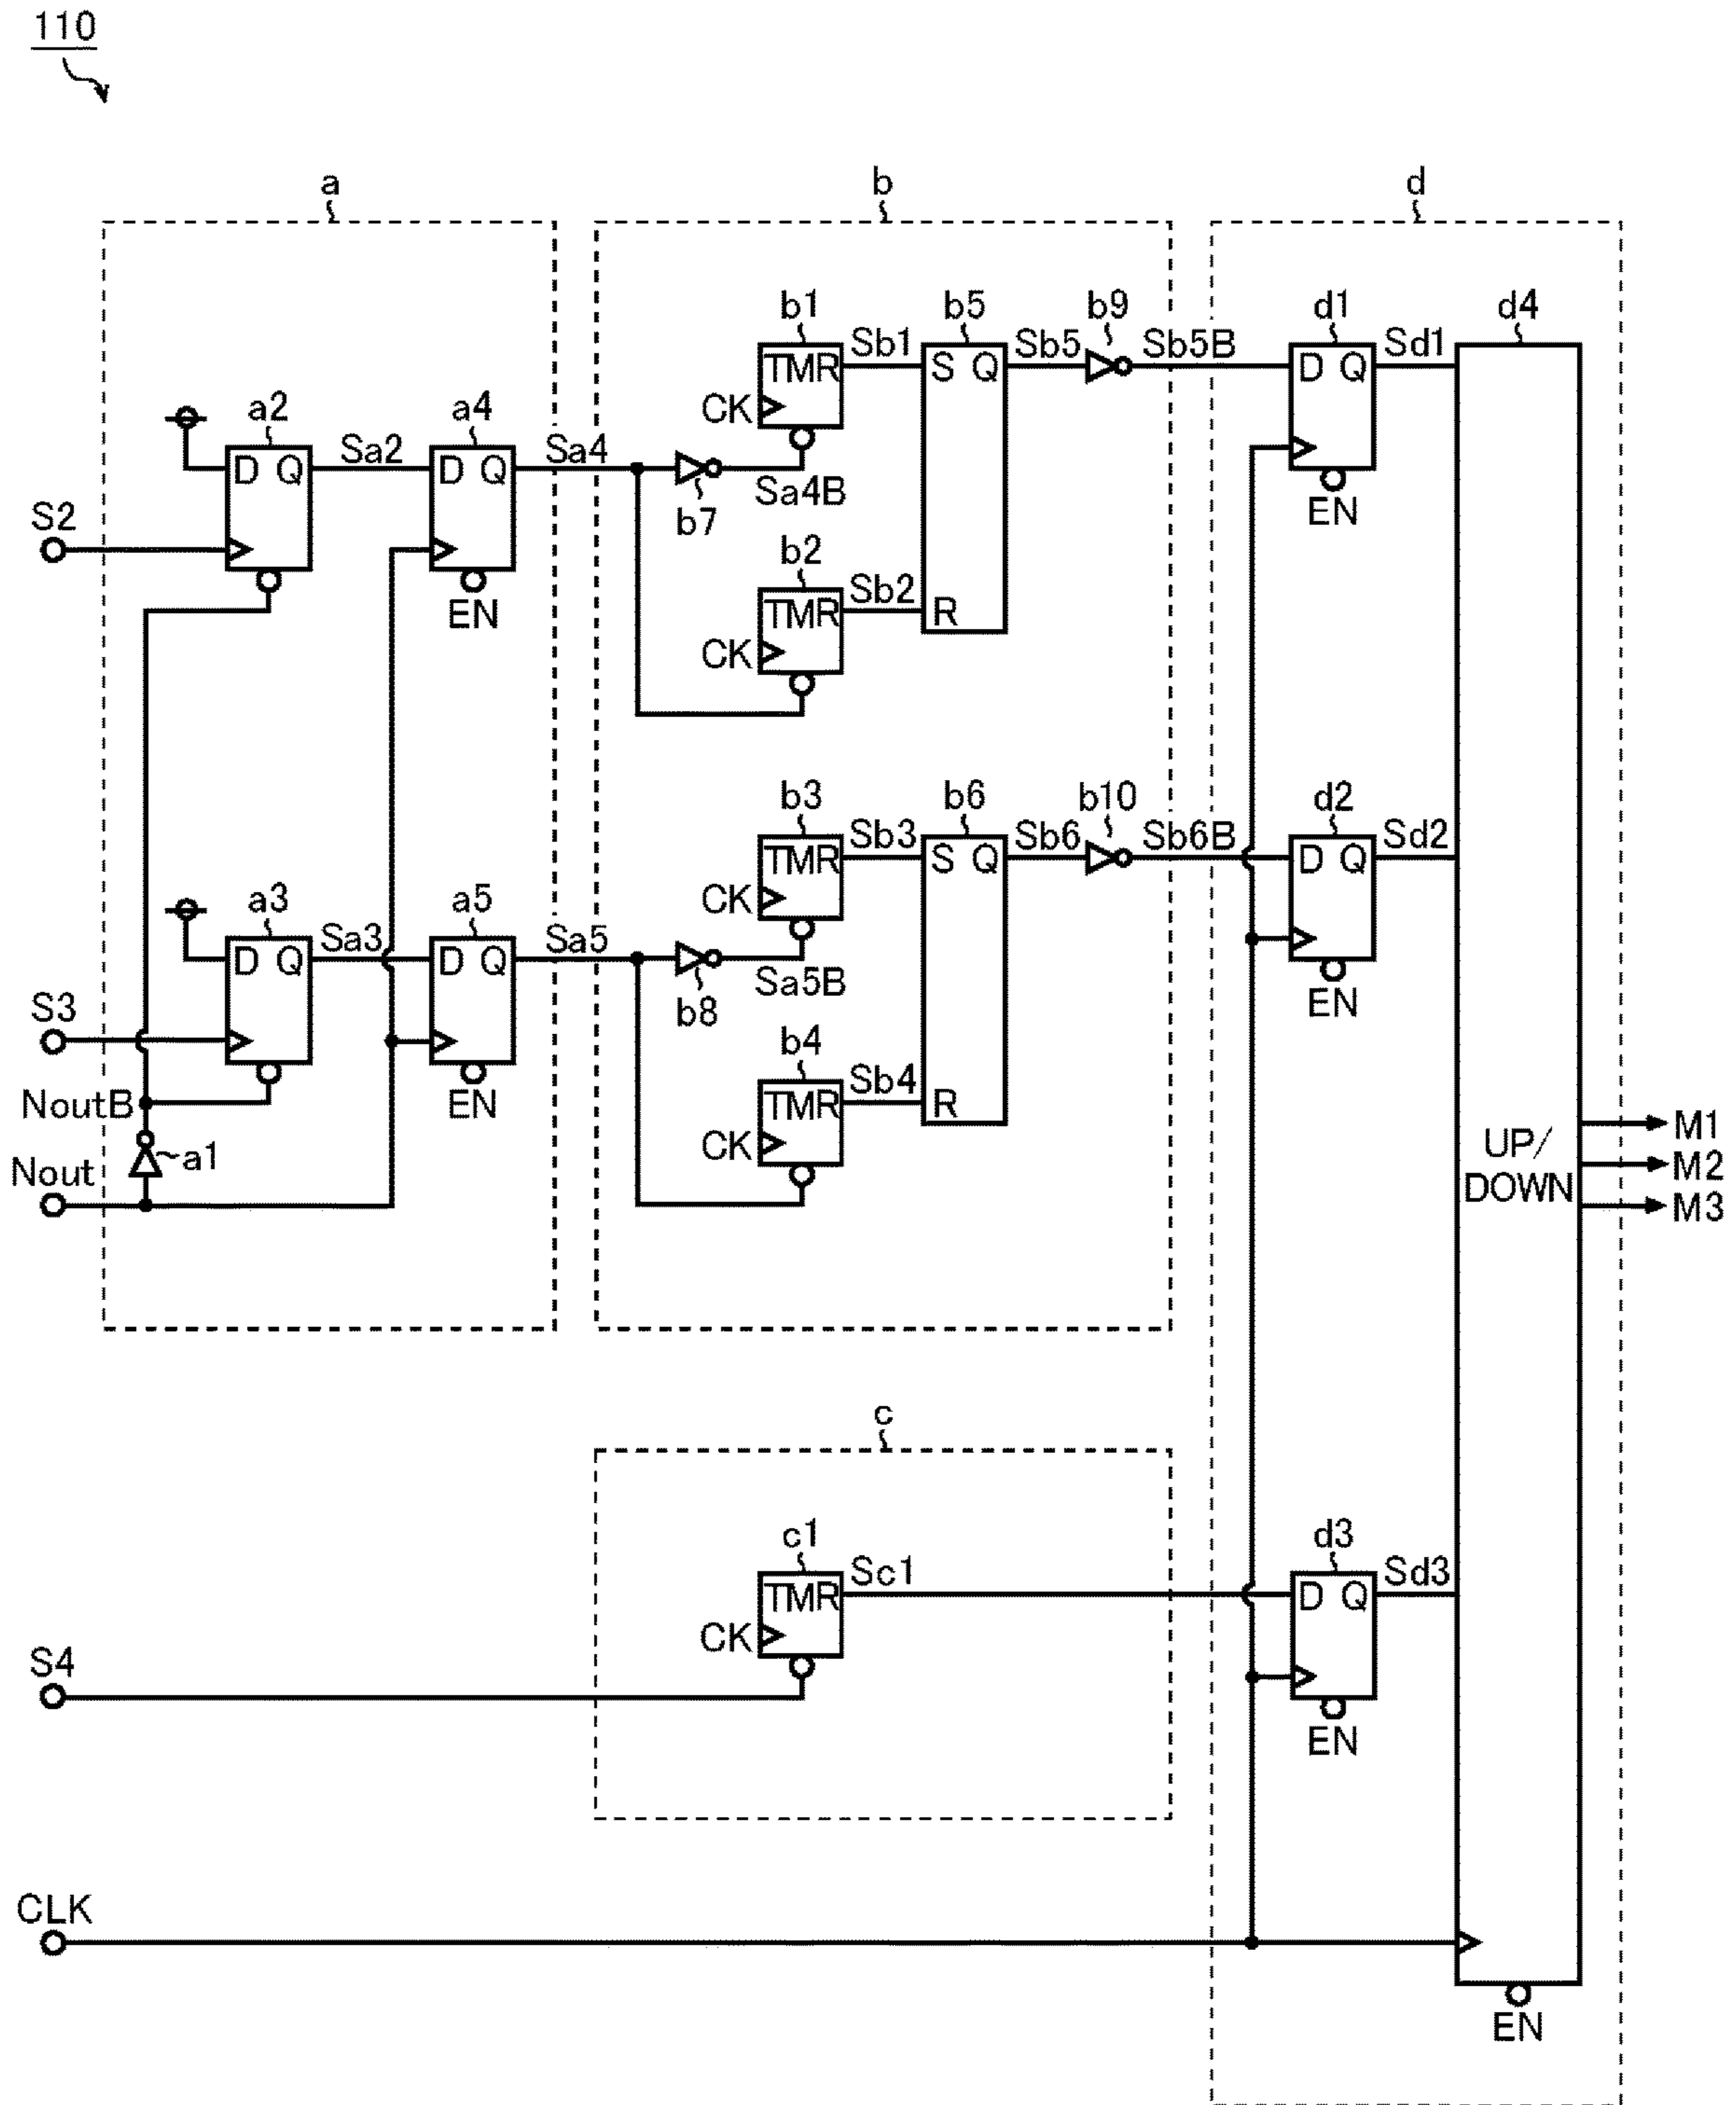 110
a
b
d
b1
b5
b9
d1
d4
Sb1
Sb5
Sb5B
Sd1
TMR
S Q
D Q
CK
a2
a4
Sa2
Sa4
D Q
D Q
Sa4B
b7
EN
S2
b2
Sb2
TMR
R
CK
EN
b3
b6
b10
d2
Sb3
Sb6
Sb6B
Sd2
TMR
S Q
D Q
CK
a3
a5
Sa3
Sa5
D Q
D Q
Sa5B
b8
EN
S3
b4
Sb4
TMR
R
CK
NoutB
EN
a1
Nout
UP/
DOWN
M1
M2
M3
c
c1
d3
Sc1
Sd3
TMR
D Q
CK
S4
EN
CLK
EN